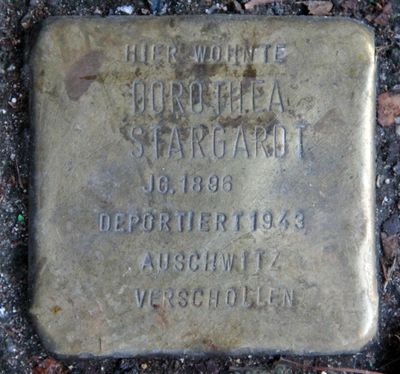 HIER WOHNTE
DOROTHEA
STARGARDT
JG. 1896
DEPORTIERT 1943
AUSCHWITZ
VERSCHOLLEN